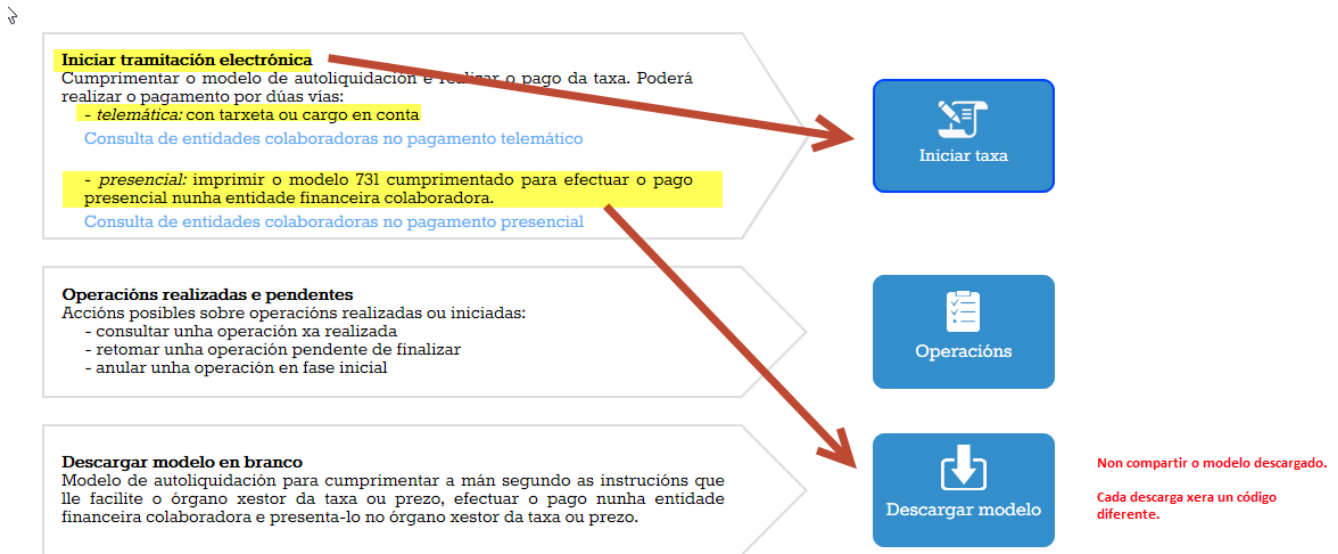 Iniciar tramitación electrónica
Cumprimentar o modelo de autoliquidación e realizar o pago da taxa. Poderá
realizar o pagamento por dúas vías:
- telemática: con tarxeta ou cargo en conta
Consulta de entidades colaboradoras no pagamento telemático
- presencial: imprimir o modelo 731 cumprimentado para efectuar o pago
presencial nunha entidade financeira colaboradora.
Consulta de entidades colaboradoras no pagamento presencial
Iniciar taxa
Operacións realizadas e pendentes
Accións posibles sobre operacións realizadas ou iniciadas:
- consultar unha operación xa realizada
- retomar unha operación pendente de finalizar
- anular unha operación en fase inicial
Operacións
Descargar modelo en branco
Modelo de autoliquidación para cumprimentar a mán segundo as instrucións que
lle facilite o órgano xestor da taxa ou prezo, efectuar o pago nunha entidade
financeira colaboradora e presenta-lo no órgano xestor da taxa ou prezo.
Descargar modelo
Non compartir o modelo descargado.
Cada descarga xera un código
diferente.